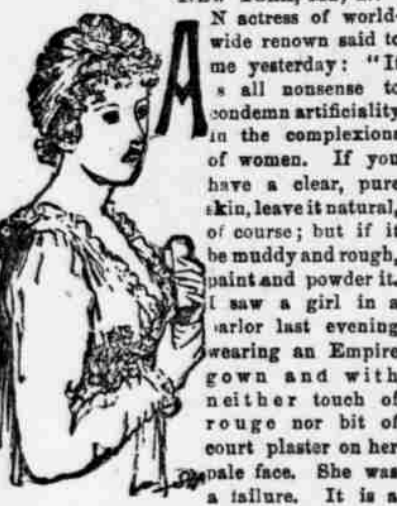 AN actress of world-
wide renown said to
me yesterday: "It
s all nonsense to
condemn artificiality
in the complexions
of women. If you
have a clear, pure
skin, leave it natural,
of course; but if it
be muddy and rough,
paint and powder it.
I saw a girl in a
arlor last evening
wearing an Empire
gown and with
neither touch of
rouge nor bit of
court plaster on her
pale face. She was
a failure. It is a